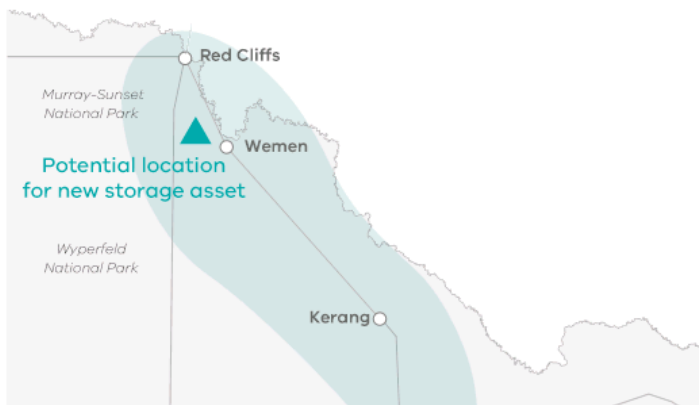 Red Cliffs
Murray-Sunset
National Park
Wemen
Potential location
for new storage asset
Wyperfeld
National Park
Kerang